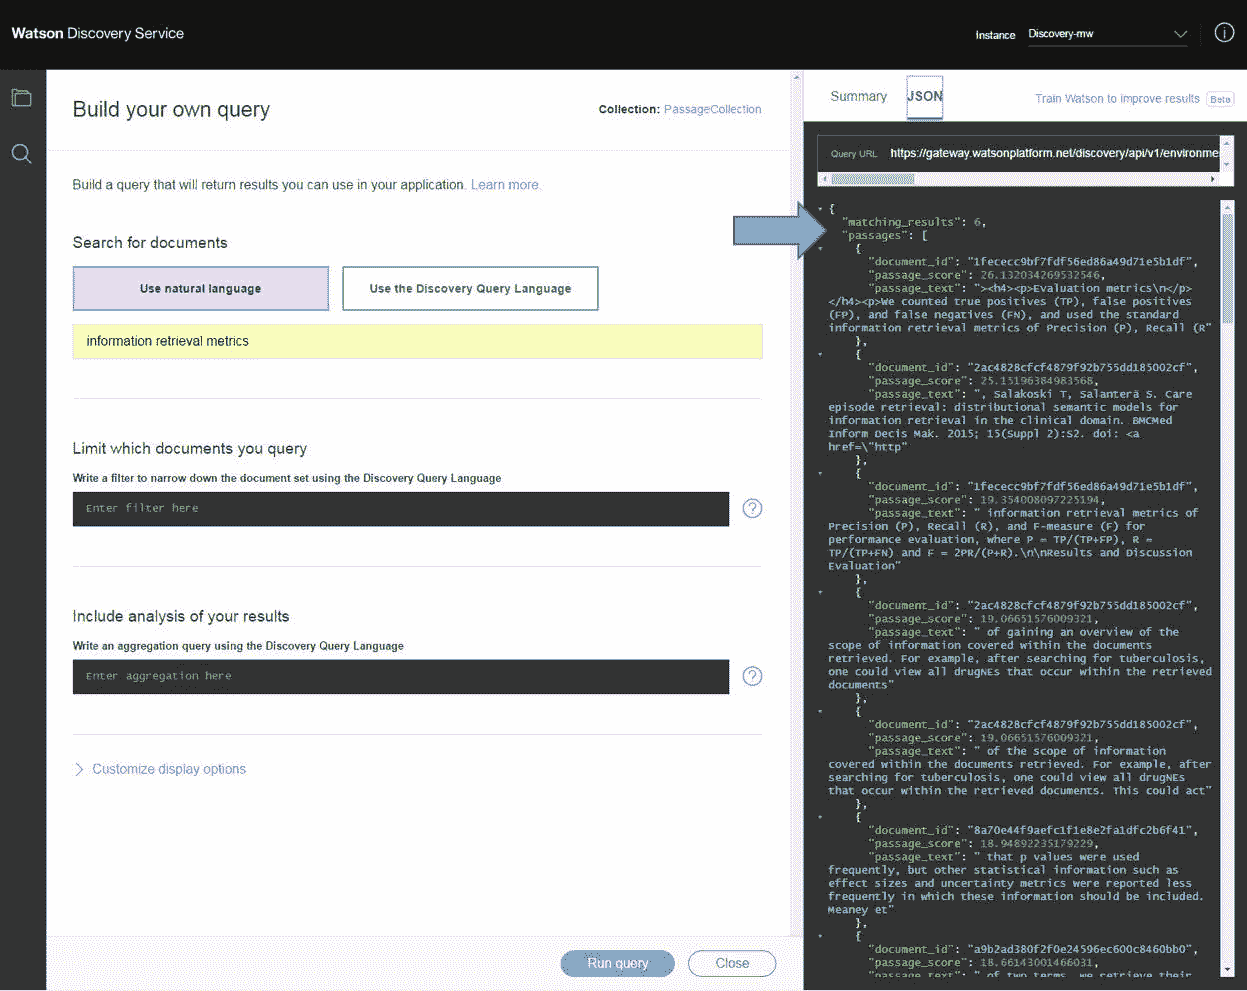 Watson Discovery Service
Instance Discovery-mw
Build your own query
Collection: PassageCollection
Build a query that will return results you can use in your application. Learn more.
Search for documents
Use natural language
Use the Discovery Query Language
information retrieval metrics
Limit which documents you query
Write a filter to narrow down the document set using the Discovery Query Language
Enter filter here
?
Include analysis of your results
Write an aggregation query using the Discovery Query Language
Enter aggregation here
?
Customize display options
Run query
Close
Summary
JSON
Train Watson to improve results Beta
Query URL https://gateway.watsonplatform.net/discovery/api/v1/environme
{
"matching_results": 6,
"passages": [
{
"document_id": "1fececc9bf7fdf56ed86a49d71e5b1df",
"passage_score": 26.132034269532546,
"passage_text": "><h4><p>Evaluation metrics\n</p>
</h4><p>We counted true positives (TP), false positives
(FP), and false negatives (FN), and used the standard
information retrieval metrics of Precision (P), Recall (R"
},
{
"document_id": "2ac4828cfcf4879f92b755dd185002cf",
"passage_score": 25.15196384983568,
"passage_text": ", Salakoski T, Salanterä S. Care
episode retrieval: distributional semantic models for
information retrieval in the clinical domain. BMCMed
Inform Decis Mak. 2015; 15(Suppl 2):S2. doi: <a
href=\"http"
},
{
"document_id": "1fececc9bf7fdf56ed86a49d71e5b1df",
"passage_score": 19.354008097225194,
"passage_text": " information retrieval metrics of
Precision (P), Recall (R), and F-measure (F) for
performance evaluation, where P = TP/(TP+FP), R =
TP/(TP+FN) and F = 2PR/(P+R).\n\nResults and Discussion
Evaluation"
},
{
"document_id": "2ac4828cfcf4879f92b755dd185002cf",
"passage_score": 19.06651576009321,
"passage_text": " of gaining an overview of the
scope of information covered within the documents
retrieved. For example, after searching for tuberculosis,
one could view all drugNEs that occur within the retrieved
documents"
},
{
"document_id": "2ac4828cfcf4879f92b755dd185002cf",
"passage_score": 19.06651576009321,
"passage_text": " of the scope of information
covered within the documents retrieved. For example, after
searching for tuberculosis, one could view all drugNEs
that occur within the retrieved documents. This could act"
},
{
"document_id": "8a70e44f9aefc1f1e8e2fa1dfc2b6f41",
"passage_score": 18.94892235179229,
"passage_text": " that p values were used
frequently, but other statistical information such as
effect sizes and uncertainty metrics were reported less
frequently in which these information should be included.
Meaney et"
},
{
"document_id": "a9b2ad380f2f0e24596ec600c8460bb0",
"passage_score": 18.66143001466031,
"passage_text": " of two terms, we retrieve their